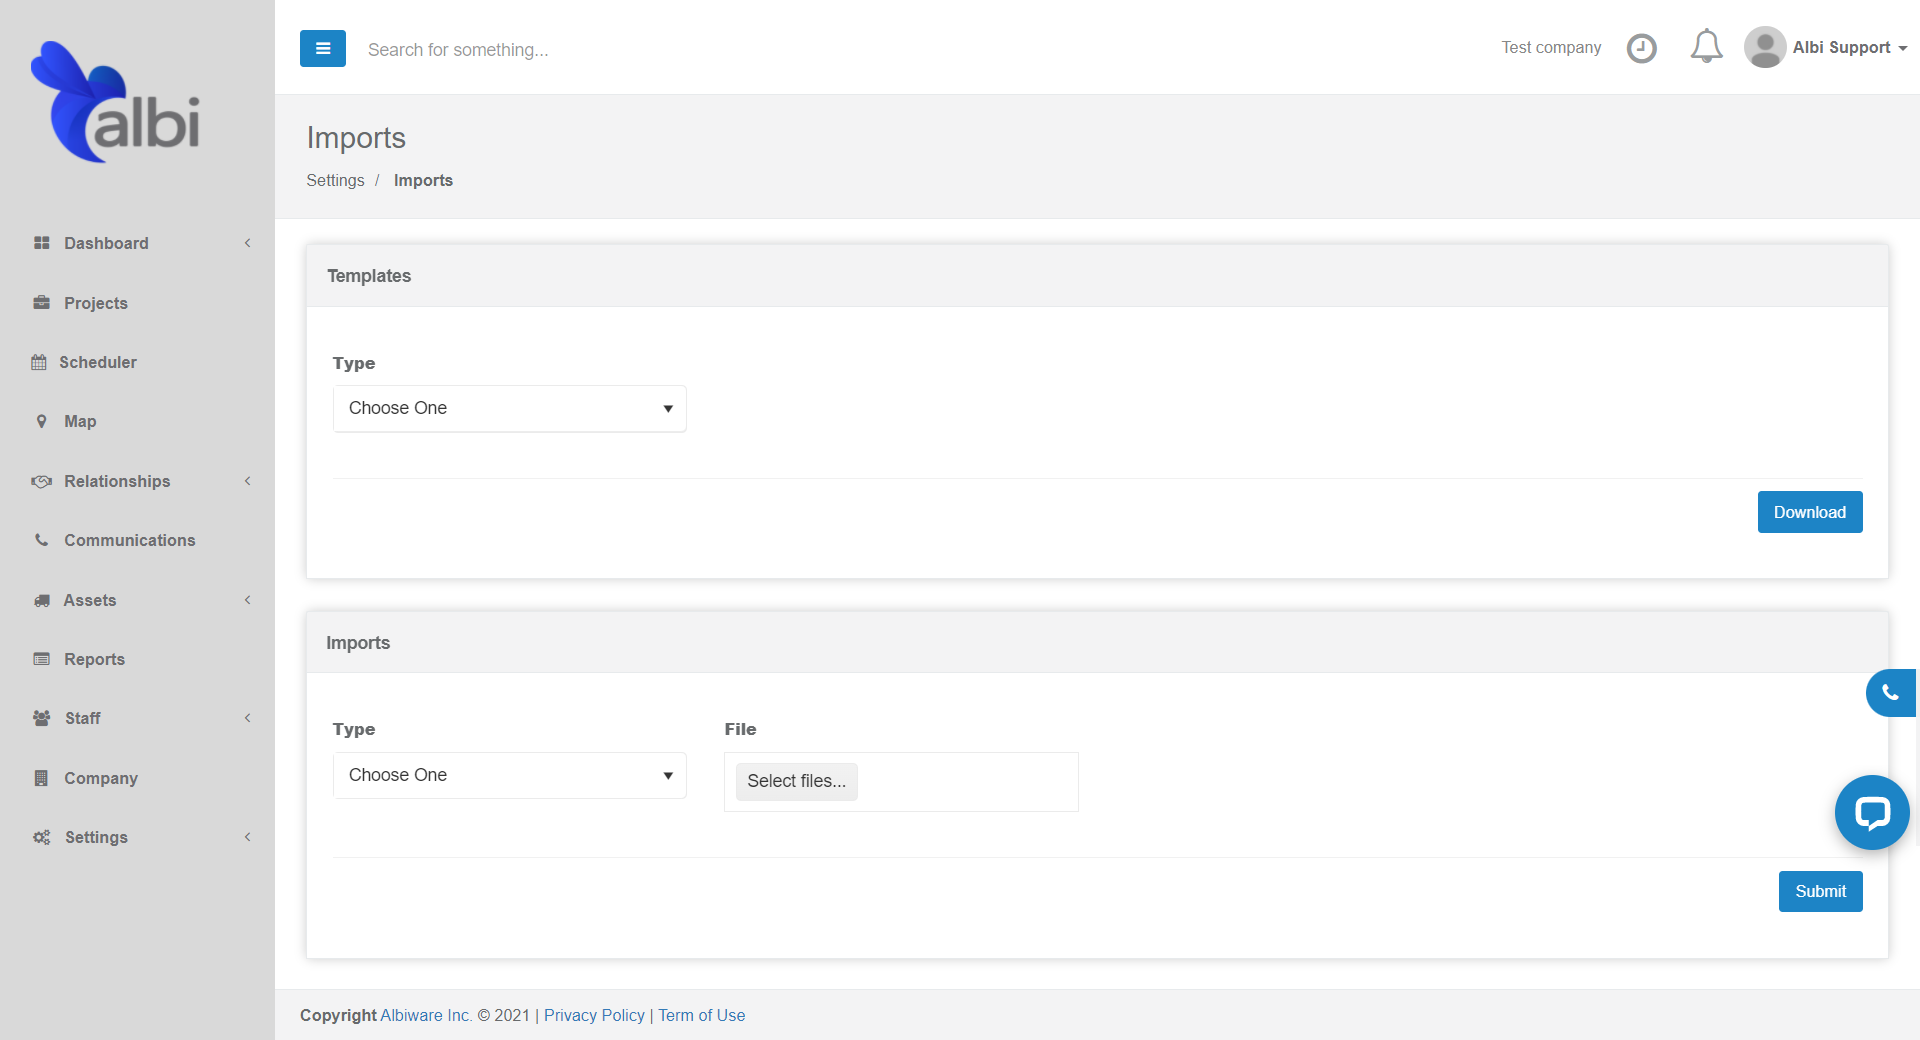 albi
Search for something...
Test company
Albi Support
Imports
Settings / Imports
Dashboard
Projects
Scheduler
Map
Relationships
Communications
Assets
Reports
Staff
Company
Settings
Templates
Type
Choose One
Download
Imports
Type
File
Choose One
Select files...
Submit
Copyright Albiware Inc. © 2021 | Privacy Policy | Term of Use